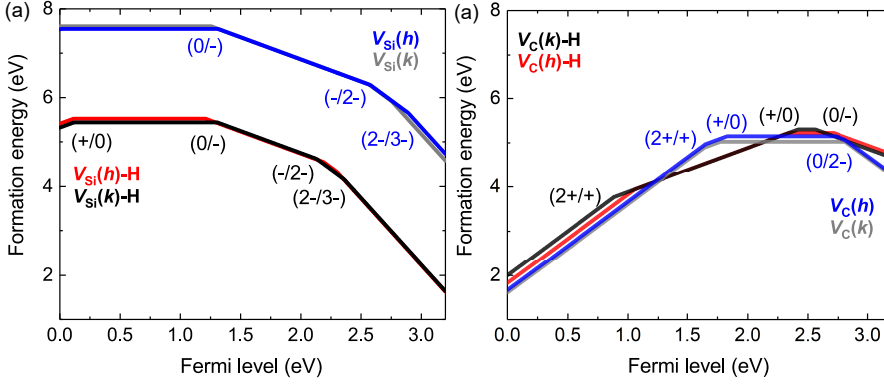 (a)
8
6
4
2
Formation energy (eV)
(0/-)
V_Si(h)
V_Si(k)
(-/2-)
(2-/3-)
(+/0)
(0/-)
(-/2-)
(2-/3-)
V_Si(h)-H
V_Si(k)-H
0.0 0.5 1.0 1.5 2.0 2.5 3.0
Fermi level (eV)
(a)
8
6
4
2
Formation energy (eV)
V_C(k)-H
V_C(h)-H
(+/0)
(+/0)
(0/-)
(2+/+)
(0/2-)
(2+/+)
V_C(h)
V_C(k)
0.0 0.5 1.0 1.5 2.0 2.5 3.0
Fermi level (eV)